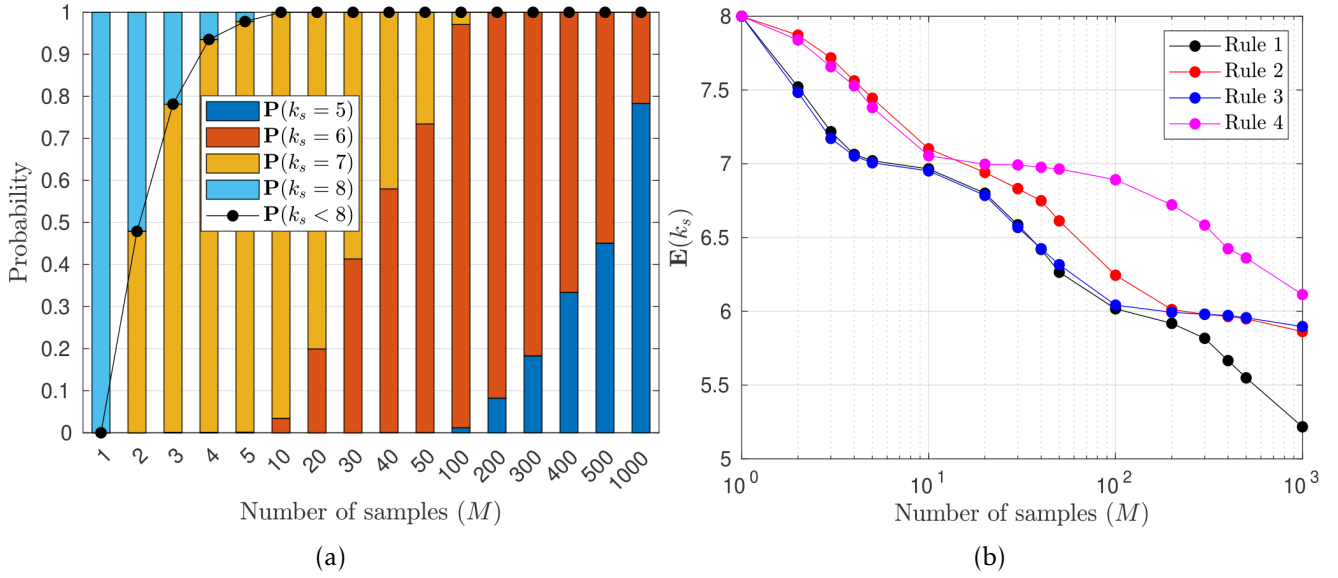 1
0.9
0.8
0.7
0.6
0.5
0.4
0.3
0.2
0.1
0
Probability
P(k_s = 5)
P(k_s = 6)
P(k_s = 7)
P(k_s = 8)
P(k_s < 8)
1 2 3 4 5 10 20 30 40 50 100 200 300 400 500 1000
Number of samples (M)
(a)
8
7.5
7
6.5
6
5.5
5
E(k_s)
Rule 1
Rule 2
Rule 3
Rule 4
10^0 10^1 10^2 10^3
Number of samples (M)
(b)